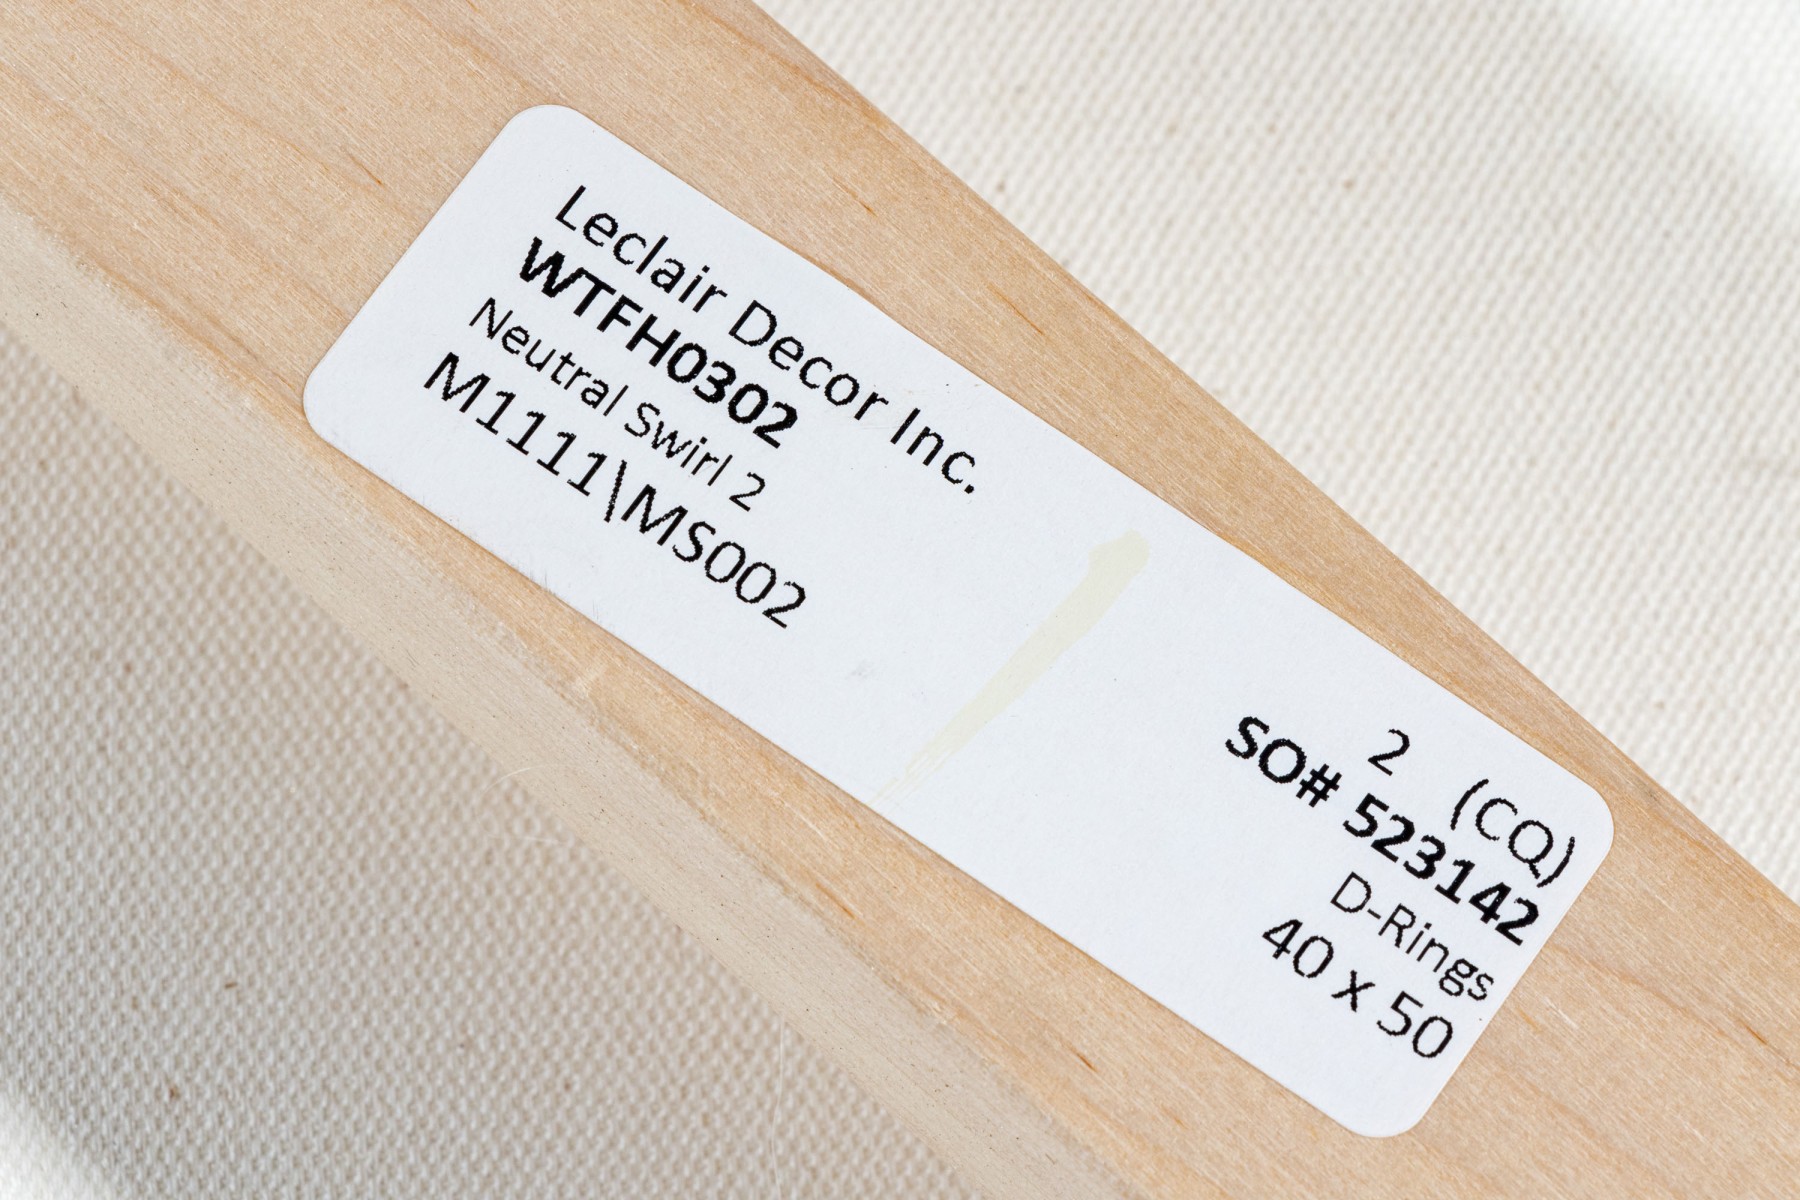 Leclair Decor Inc.
WTFH0302
Neutral Swirl 2
M1111\MS002
2 (CQ)
SO# 523142
D-Rings
40 x 50